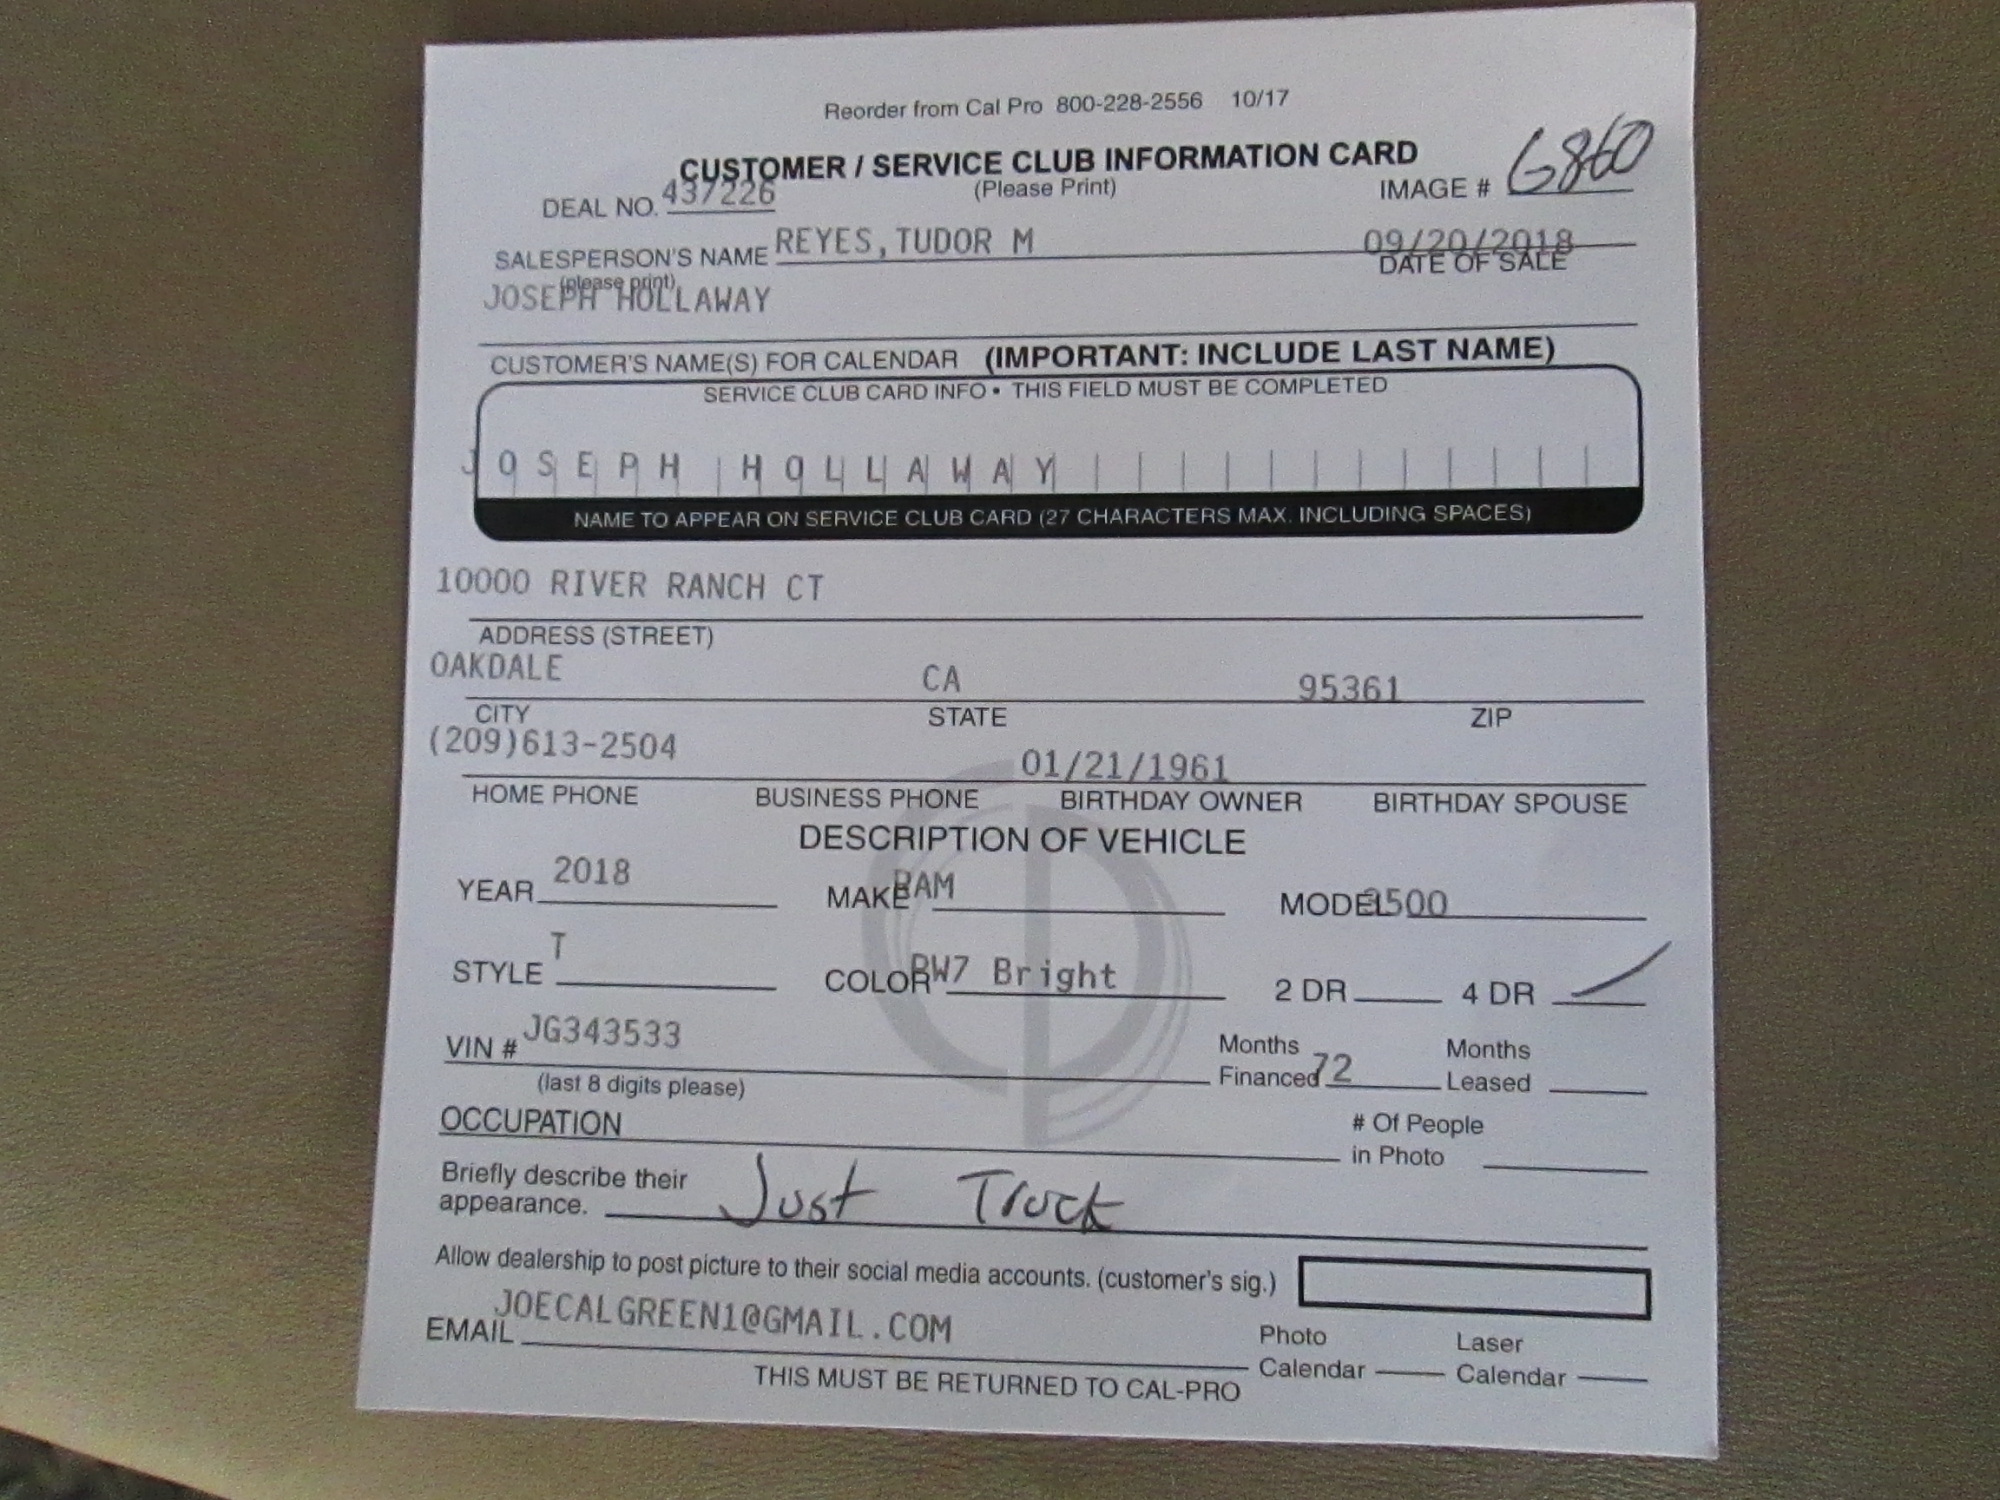 Reorder from Cal Pro 800-228-2556 10/17
CUSTOMER / SERVICE CLUB INFORMATION CARD
(Please Print)
DEAL NO. 437226 IMAGE # 6860
SALESPERSON'S NAME REYES,TUDOR M 09/20/2018
(please print) DATE OF SALE
JOSEPH HOLLAWAY
CUSTOMER'S NAME(S) FOR CALENDAR (IMPORTANT: INCLUDE LAST NAME)
SERVICE CLUB CARD INFO • THIS FIELD MUST BE COMPLETED
JOSEPH HOLLAWAY
NAME TO APPEAR ON SERVICE CLUB CARD (27 CHARACTERS MAX. INCLUDING SPACES)
10000 RIVER RANCH CT
ADDRESS (STREET)
OAKDALE CA 95361
CITY STATE ZIP
(209)613-2504 01/21/1961
HOME PHONE BUSINESS PHONE BIRTHDAY OWNER BIRTHDAY SPOUSE
DESCRIPTION OF VEHICLE
YEAR 2018 MAKE RAM MODEL 3500
STYLE T COLOR PW7 Bright 2 DR 4 DR
VIN # JG343533 Months Financed 72 Months Leased
(last 8 digits please)
OCCUPATION # Of People in Photo
Briefly describe their appearance. Just Truck
Allow dealership to post picture to their social media accounts. (customer's sig.)
EMAIL JOECALGREEN1@GMAIL.COM Photo Calendar Laser Calendar
THIS MUST BE RETURNED TO CAL-PRO